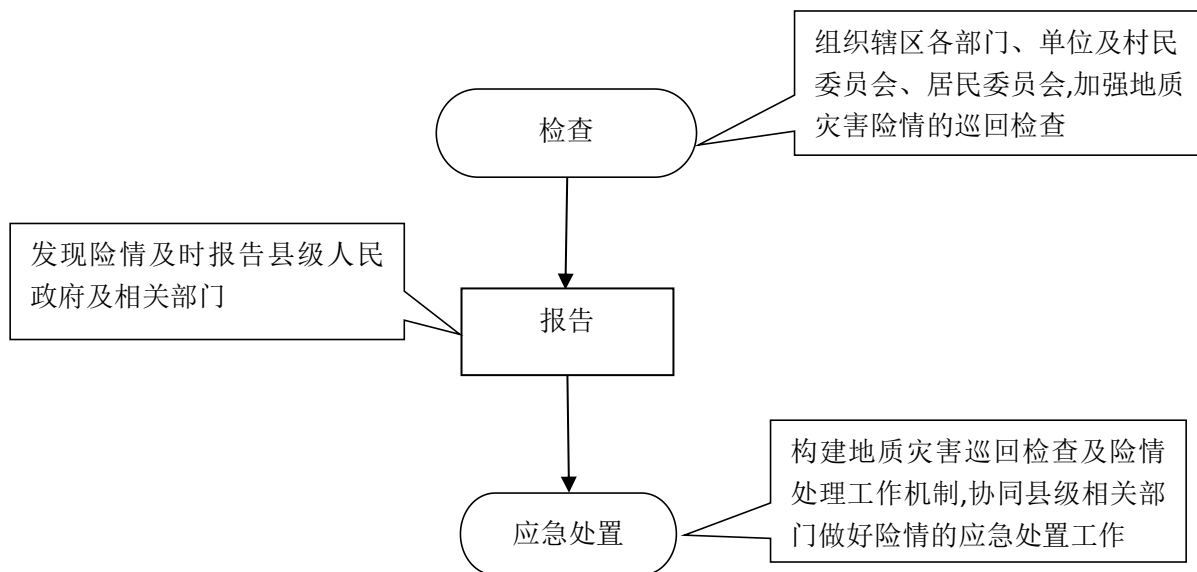 组织辖区各部门、单位及村民
委员会、居民委员会,加强地质
灾害险情的巡回检查
检查
发现险情及时报告县级人民
政府及相关部门
报告
构建地质灾害巡回检查及险情
处理工作机制,协同县级相关部
门做好险情的应急处置工作
应急处置